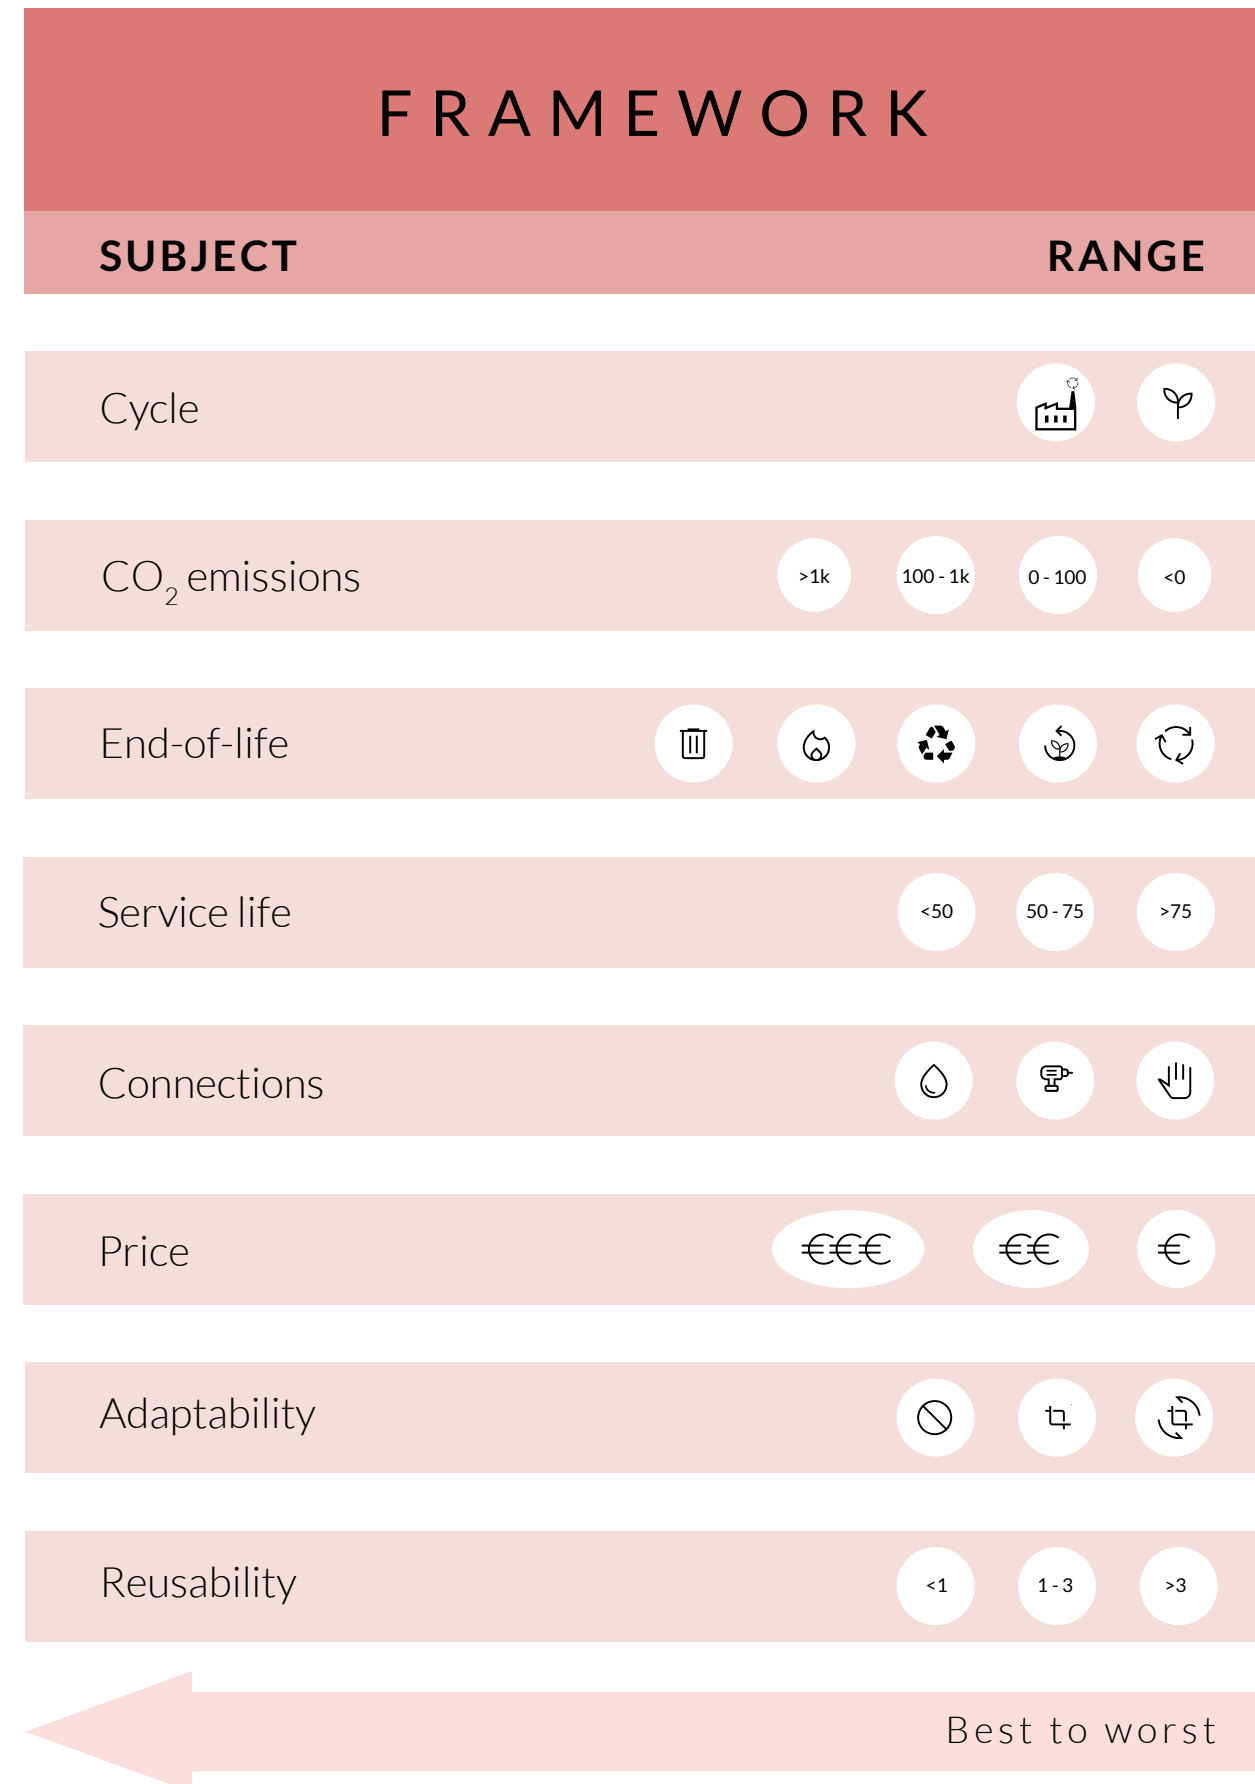 FRAMEWORK
SUBJECT RANGE
Cycle
CO₂ emissions >1k 100 - 1k 0 - 100 <0
End-of-life
Service life <50 50 - 75 >75
Connections
Price €€€ €€ €
Adaptability
Reusability <1 1 - 3 >3
Best to worst